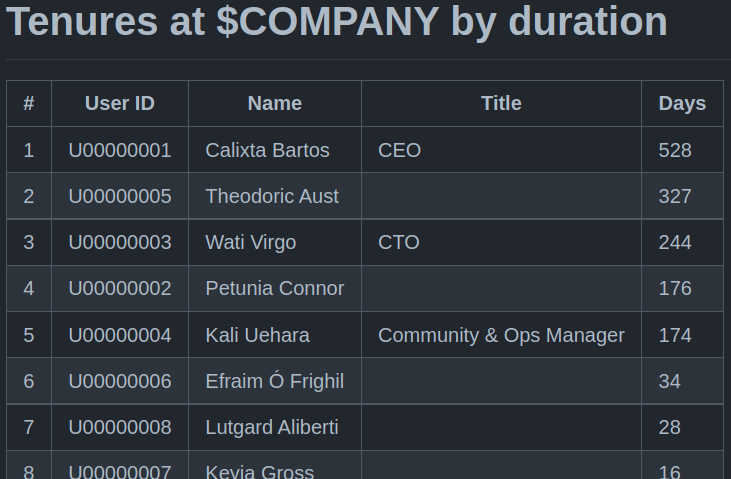 Tenures at $COMPANY by duration
# User ID Name Title Days
1 U00000001 Calixta Bartos CEO 528
2 U00000005 Theodoric Aust 327
3 U00000003 Wati Virgo CTO 244
4 U00000002 Petunia Connor 176
5 U00000004 Kali Uehara Community & Ops Manager 174
6 U00000006 Efraim Ó Frighil 34
7 U00000008 Lutgard Aliberti 28
8 U00000007 Kevia Gross 16